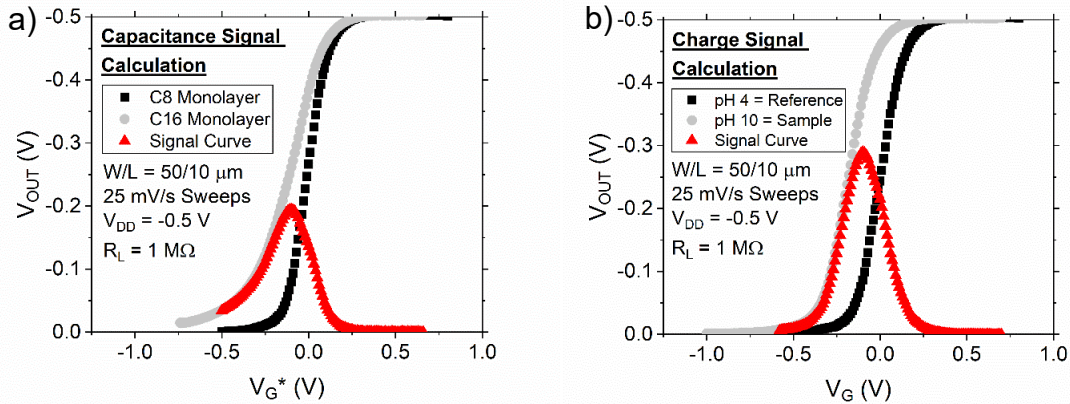 a)
Capacitance Signal
Calculation
C8 Monolayer
C16 Monolayer
Signal Curve
W/L = 50/10 μm
25 mV/s Sweeps
V_DD = -0.5 V
R_L = 1 MΩ
-0.5
-0.4
-0.3
-0.2
-0.1
0.0
V_OUT (V)
-1.0 -0.5 0.0 0.5 1.0
V_G* (V)
b)
Charge Signal
Calculation
pH 4 = Reference
pH 10 = Sample
Signal Curve
W/L = 50/10 μm
25 mV/s Sweeps
V_DD = -0.5 V
R_L = 1 MΩ
-0.5
-0.4
-0.3
-0.2
-0.1
0.0
V_OUT (V)
-1.0 -0.5 0.0 0.5 1.0
V_G (V)